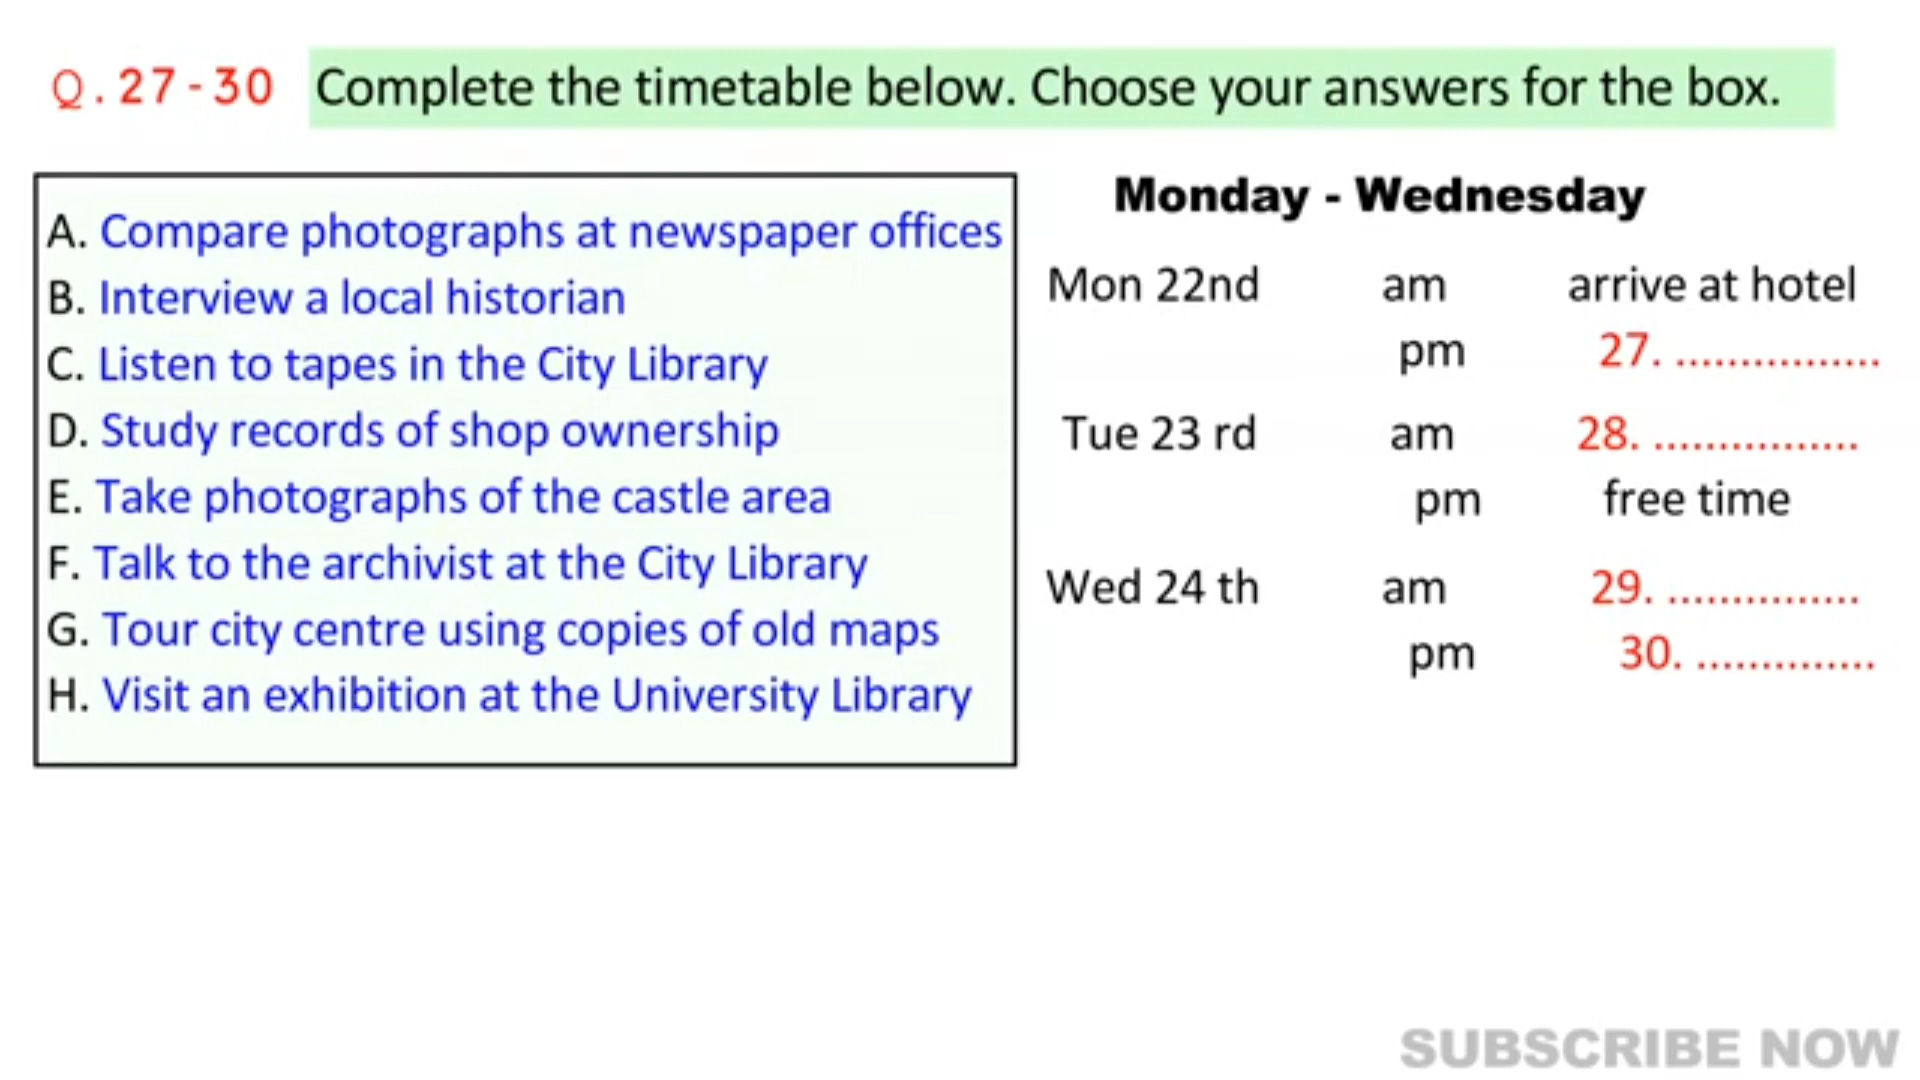 Q. 27-30 Complete the timetable below. Choose your answers for the box.
A. Compare photographs at newspaper offices
B. Interview a local historian
C. Listen to tapes in the City Library
D. Study records of shop ownership
E. Take photographs of the castle area
F. Talk to the archivist at the City Library
G. Tour city centre using copies of old maps
H. Visit an exhibition at the University Library
Monday - Wednesday
Mon 22nd am arrive at hotel
pm 27. ................
Tue 23 rd am 28. ................
pm free time
Wed 24 th am 29. ...............
pm 30. ..............
SUBSCRIBE NOW